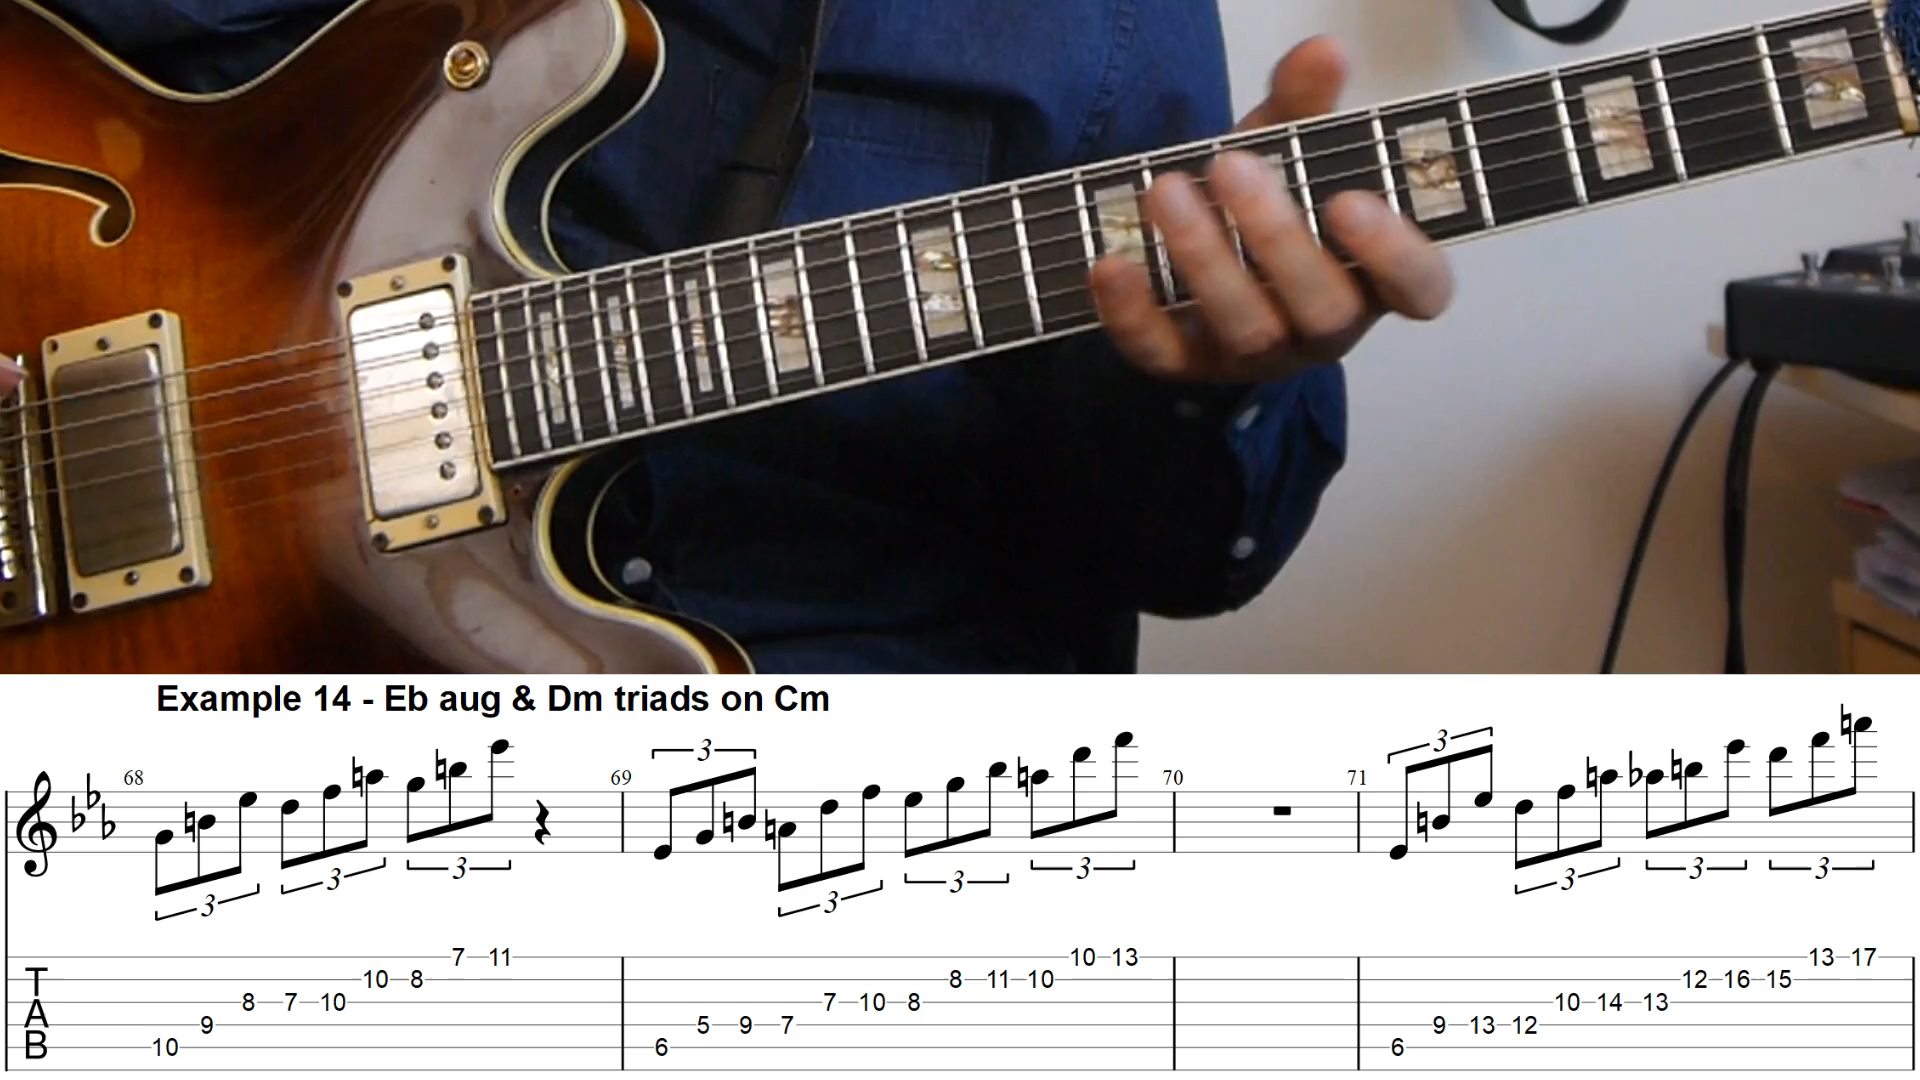 Example 14 - Eb aug & Dm triads on Cm
68 69 70 71
3 3 3 3 3 3 3 3 3 3 3
T
A
B
7 11 10 13 13 17
10 8 8 11 10 12 16 15
8 7 10 7 10 8 10 14 13
9 5 9 7 9 13 12
10 6 6